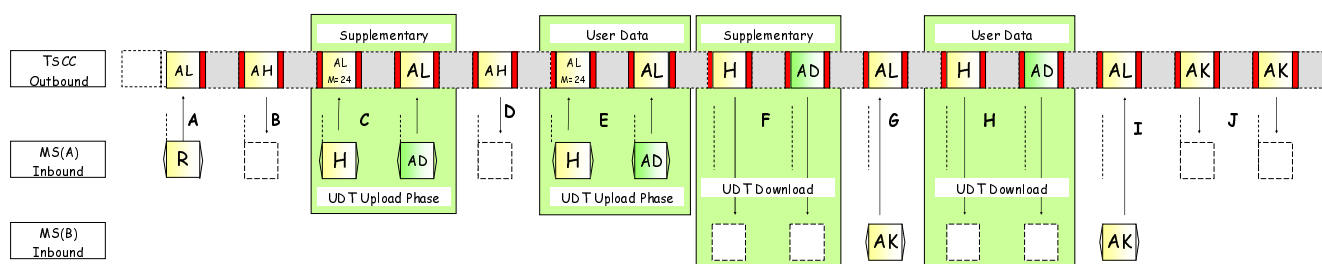 Supplementary User Data Supplementary User Data
TSCC
Outbound
AL AH AL
M=24 AL AH AL
M=24 AL H AD AL H AD AL AK AK
A B C D E F G H I J
MS(A)
Inbound
R H AD H AD
UDT Upload Phase UDT Upload Phase UDT Download UDT Download
MS(B)
Inbound
AK AK